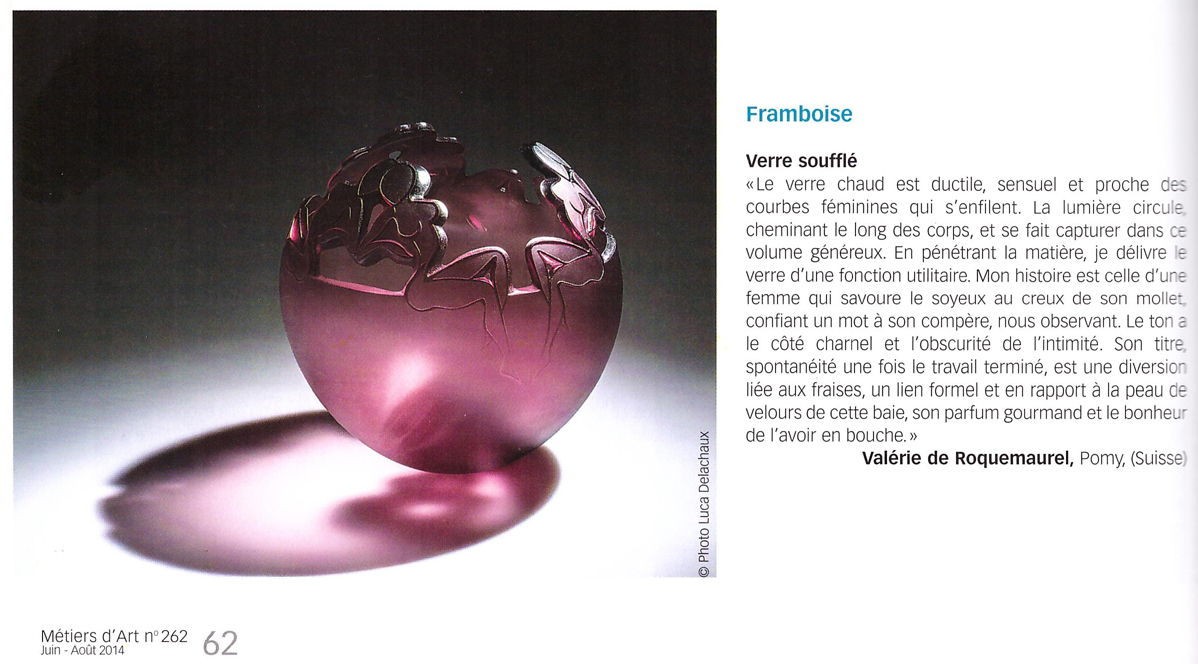 Framboise
Verre soufflé
« Le verre chaud est ductile, sensuel et proche des
courbes féminines qui s'enfilent. La lumière circule,
cheminant le long des corps, et se fait capturer dans ce
volume généreux. En pénétrant la matière, je délivre le
verre d'une fonction utilitaire. Mon histoire est celle d'une
femme qui savoure le soyeux au creux de son mollet,
confiant un mot à son compère, nous observant. Le ton a
le côté charnel et l'obscurité de l'intimité. Son titre,
spontanéité une fois le travail terminé, est une diversion
liée aux fraises, un lien formel et en rapport à la peau de
velours de cette baie, son parfum gourmand et le bonheur
de l'avoir en bouche. »
Valérie de Roquemaurel, Pomy, (Suisse)
© Photo Luca Delachaux
Métiers d'Art n° 262 62
Juin - Août 2014